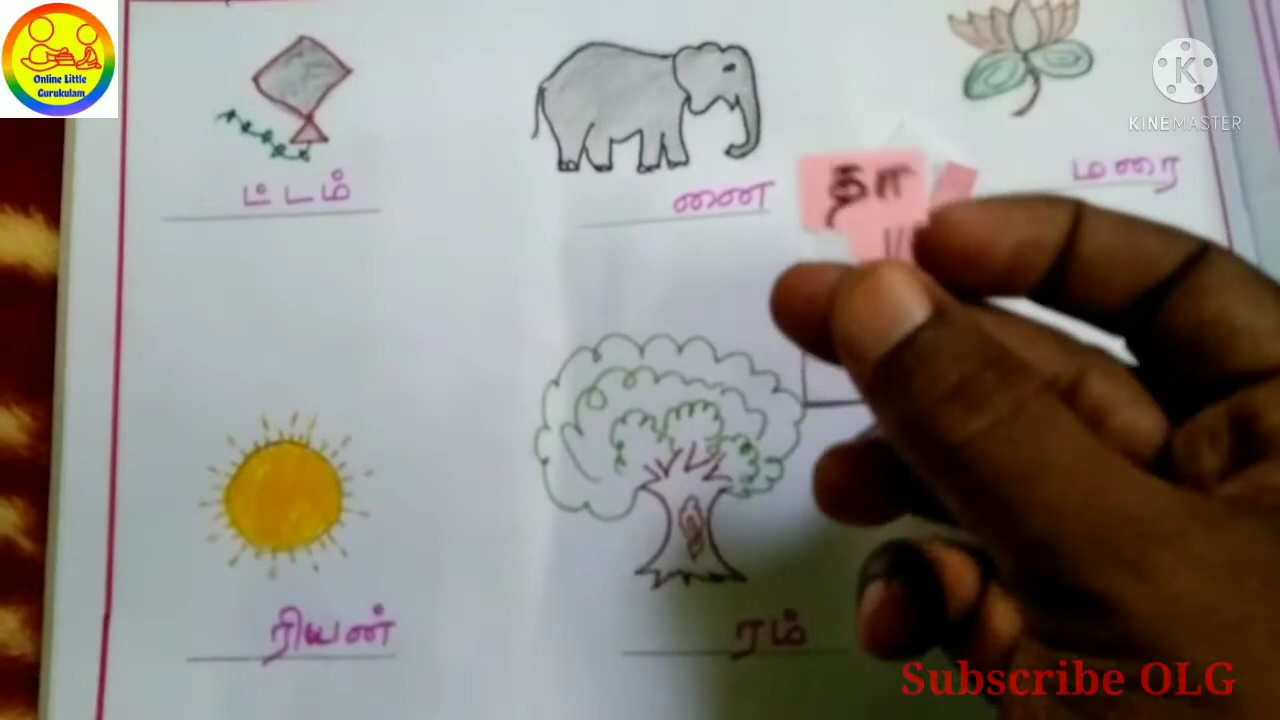 Online Little
Gurukulam
KINEMASTER
ட்டம்
னை
தா
மரை
ரியன்
ரம்
Subscribe OLG